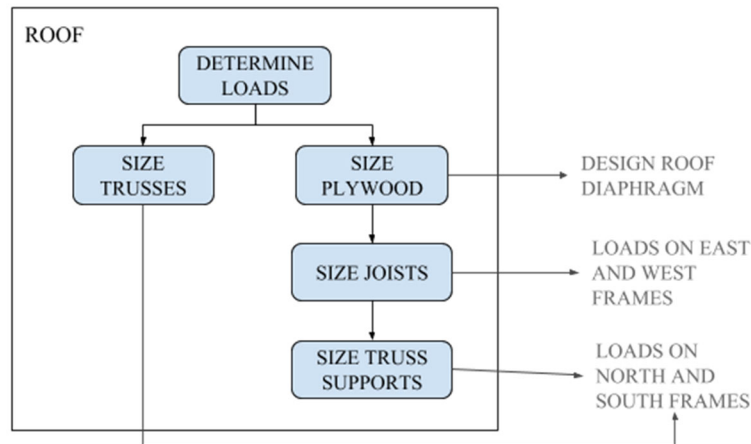 ROOF
DETERMINE
LOADS
SIZE
TRUSSES
SIZE
PLYWOOD
DESIGN ROOF
DIAPHRAGM
SIZE JOISTS
LOADS ON EAST
AND WEST
FRAMES
SIZE TRUSS
SUPPORTS
LOADS ON
NORTH AND
SOUTH FRAMES